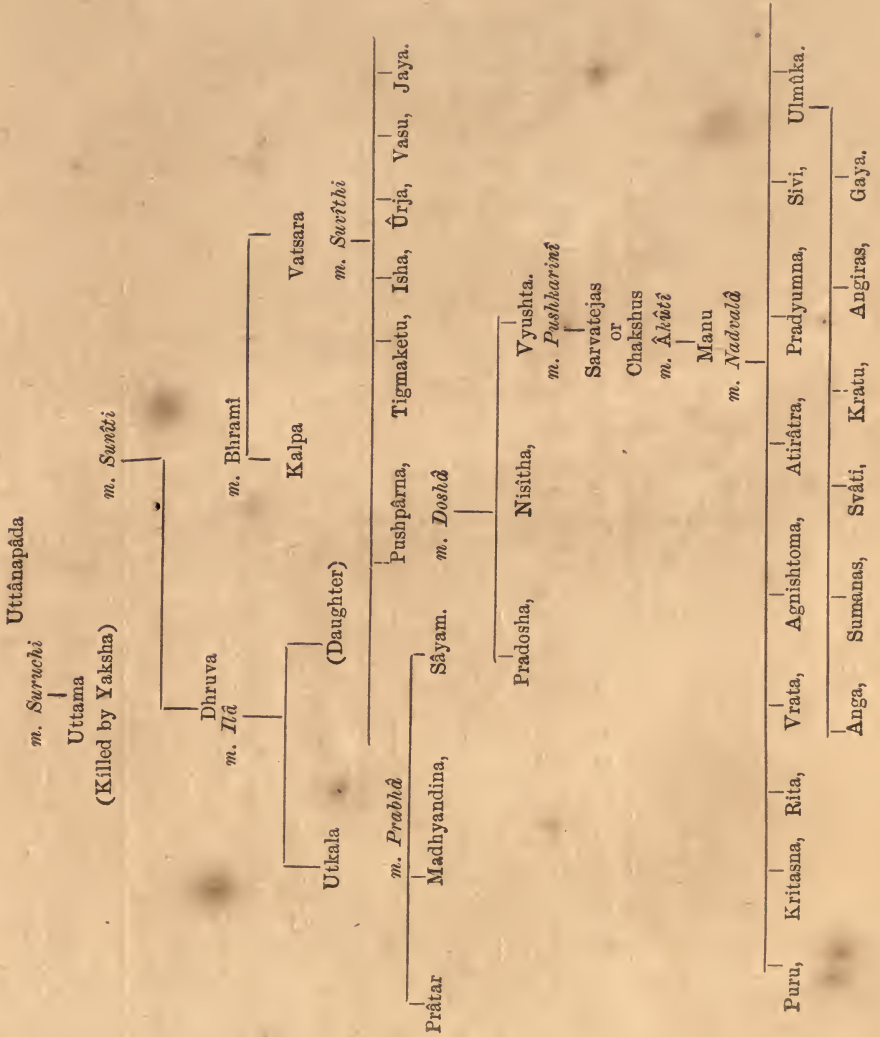 Uttânapâda
m. Suruchi
m. Sunîti
Uttama
(Killed by Yaksha)
Dhruva
m. Ilâ
m. Bhramî
Utkala
(Daughter)
Kalpa
Vatsara
m. Suvîthi
Pushpârna, Tigmaketu, Isha, Ûrja, Vasu, Jaya.
m. Prabhâ
m. Doshâ
Prâtar Madhyandina, Sâyam.
Pradosha, Nisîtha, Vyushta.
m. Pushkarinî
Sarvatejas
or
Chakshus
m. Âkûtî
Manu
m. Nadvalâ
Puru, Kritasna, Rita, Vrata, Agnishtoma, Atirâtra, Pradyumna, Sivi, Ulmûka.
Anga, Sumanas, Svâti, Kratu, Angiras, Gaya.